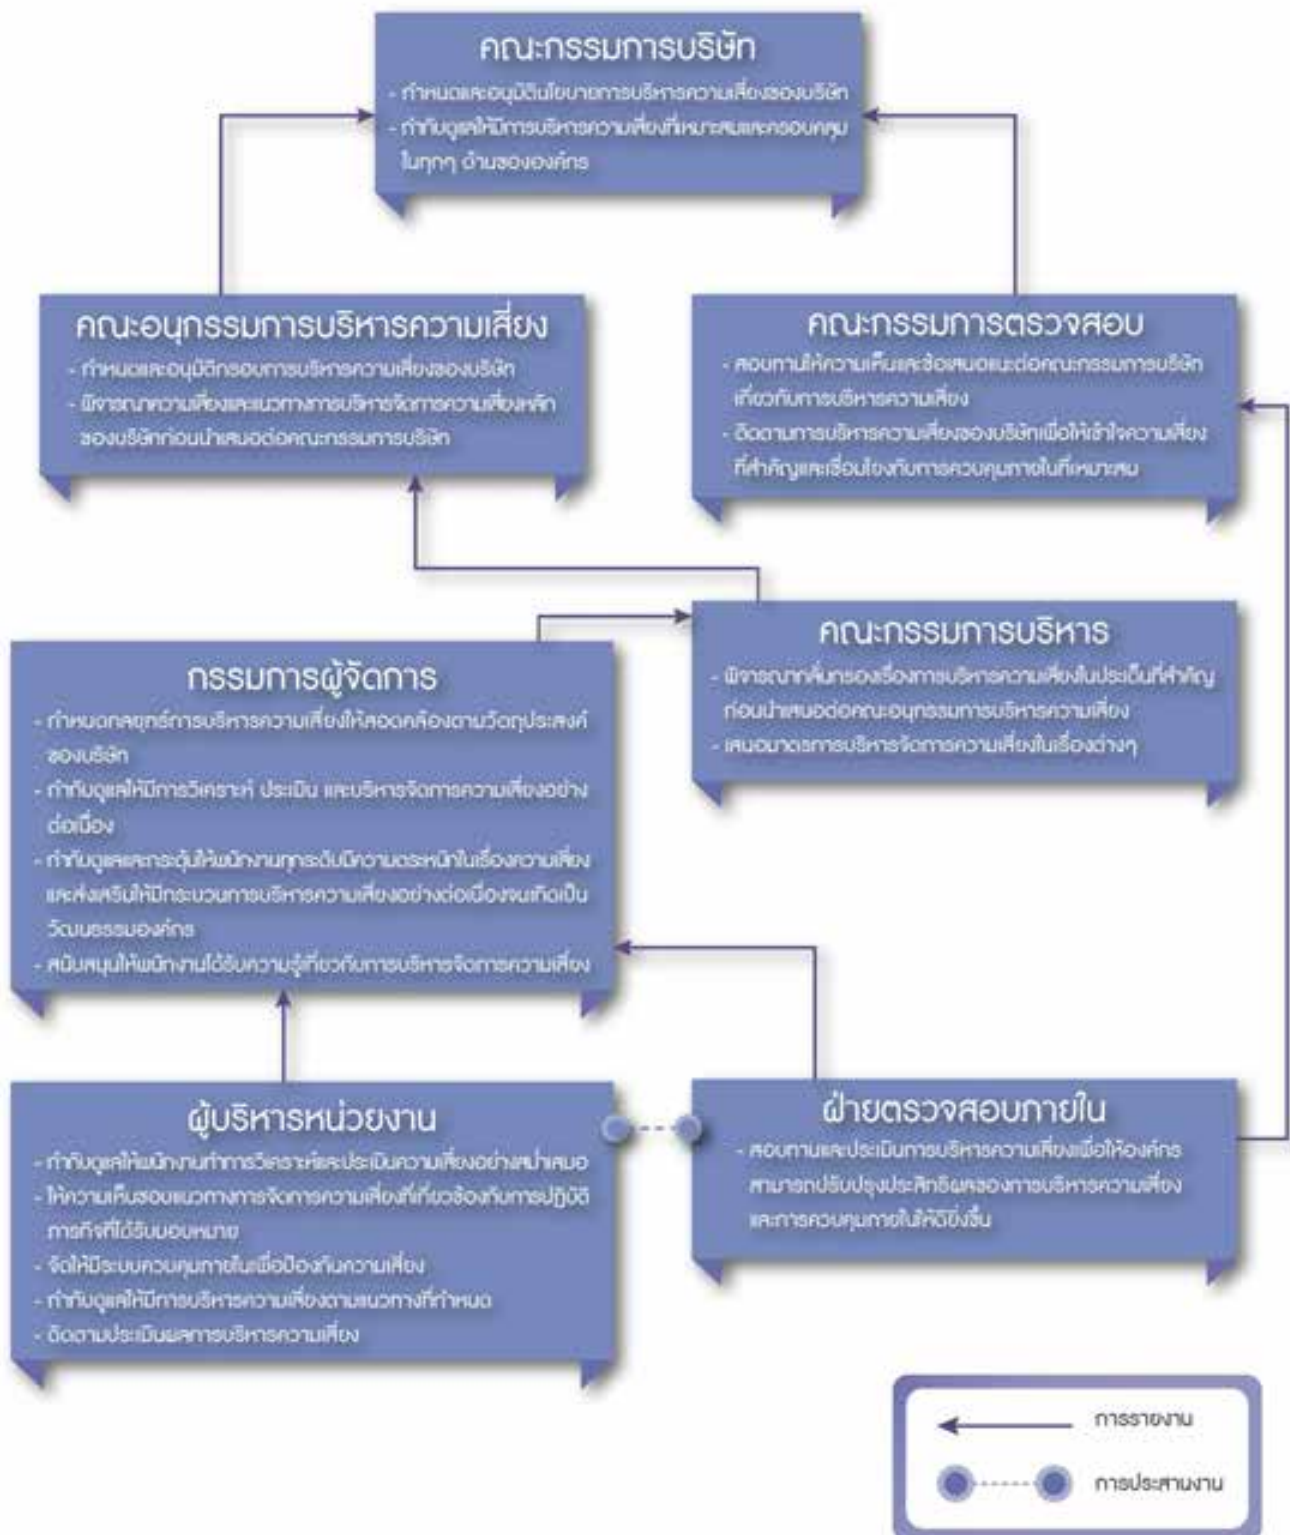 คณะกรรมการบริษัท
- กำหนดและอนุมัตินโยบายการบริหารความเสี่ยงของบริษัท
- กำกับดูแลให้มีการบริหารความเสี่ยงที่เหมาะสมและครอบคลุม
ในทุกๆ ด้านขององค์กร
คณะอนุกรรมการบริหารความเสี่ยง
- กำหนดและอนุมัติกรอบการบริหารความเสี่ยงของบริษัท
- พิจารณาความเสี่ยงและแนวทางการบริหารจัดการความเสี่ยงหลัก
ของบริษัทก่อนนำเสนอต่อคณะกรรมการบริษัท
คณะกรรมการตรวจสอบ
- สอบทานให้ความเห็นและข้อเสนอแนะต่อคณะกรรมการบริษัท
เกี่ยวกับการบริหารความเสี่ยง
- ติดตามการบริหารความเสี่ยงของบริษัทเพื่อให้เข้าใจความเสี่ยง
ที่สำคัญและเชื่อมโยงกับการควบคุมภายในที่เหมาะสม
คณะกรรมการบริหาร
- พิจารณากลั่นกรองเรื่องการบริหารความเสี่ยงในประเด็นที่สำคัญ
ก่อนนำเสนอต่อคณะอนุกรรมการบริหารความเสี่ยง
- เสนอมาตรการบริหารจัดการความเสี่ยงในเรื่องต่างๆ
กรรมการผู้จัดการ
- กำหนดกลยุทธ์การบริหารความเสี่ยงให้สอดคล้องตามวัตถุประสงค์
ของบริษัท
- กำกับดูแลให้มีการวิเคราะห์ ประเมิน และบริหารจัดการความเสี่ยงอย่าง
ต่อเนื่อง
- กำกับดูแลและกระตุ้นให้พนักงานทุกระดับมีความตระหนักในเรื่องความเสี่ยง
และส่งเสริมให้มีกระบวนการบริหารความเสี่ยงอย่างต่อเนื่องจนเกิดเป็น
วัฒนธรรมองค์กร
- สนับสนุนให้พนักงานได้รับความรู้เกี่ยวกับการบริหารจัดการความเสี่ยง
ผู้บริหารหน่วยงาน
- กำกับดูแลให้พนักงานทำการวิเคราะห์และประเมินความเสี่ยงอย่างสม่ำเสมอ
- ให้ความเห็นชอบแนวทางการจัดการความเสี่ยงที่เกี่ยวข้องกับการปฏิบัติ
ภารกิจที่ได้รับมอบหมาย
- จัดให้มีระบบควบคุมภายในเพื่อป้องกันความเสี่ยง
- กำกับดูแลให้มีการบริหารความเสี่ยงตามแนวทางที่กำหนด
- ติดตามประเมินผลการบริหารความเสี่ยง
ฝ่ายตรวจสอบภายใน
- สอบทานและประเมินการบริหารความเสี่ยงเพื่อให้องค์กร
สามารถปรับปรุงประสิทธิผลของการบริหารความเสี่ยง
และการควบคุมภายในให้ดียิ่งขึ้น
การรายงาน
การประสานงาน